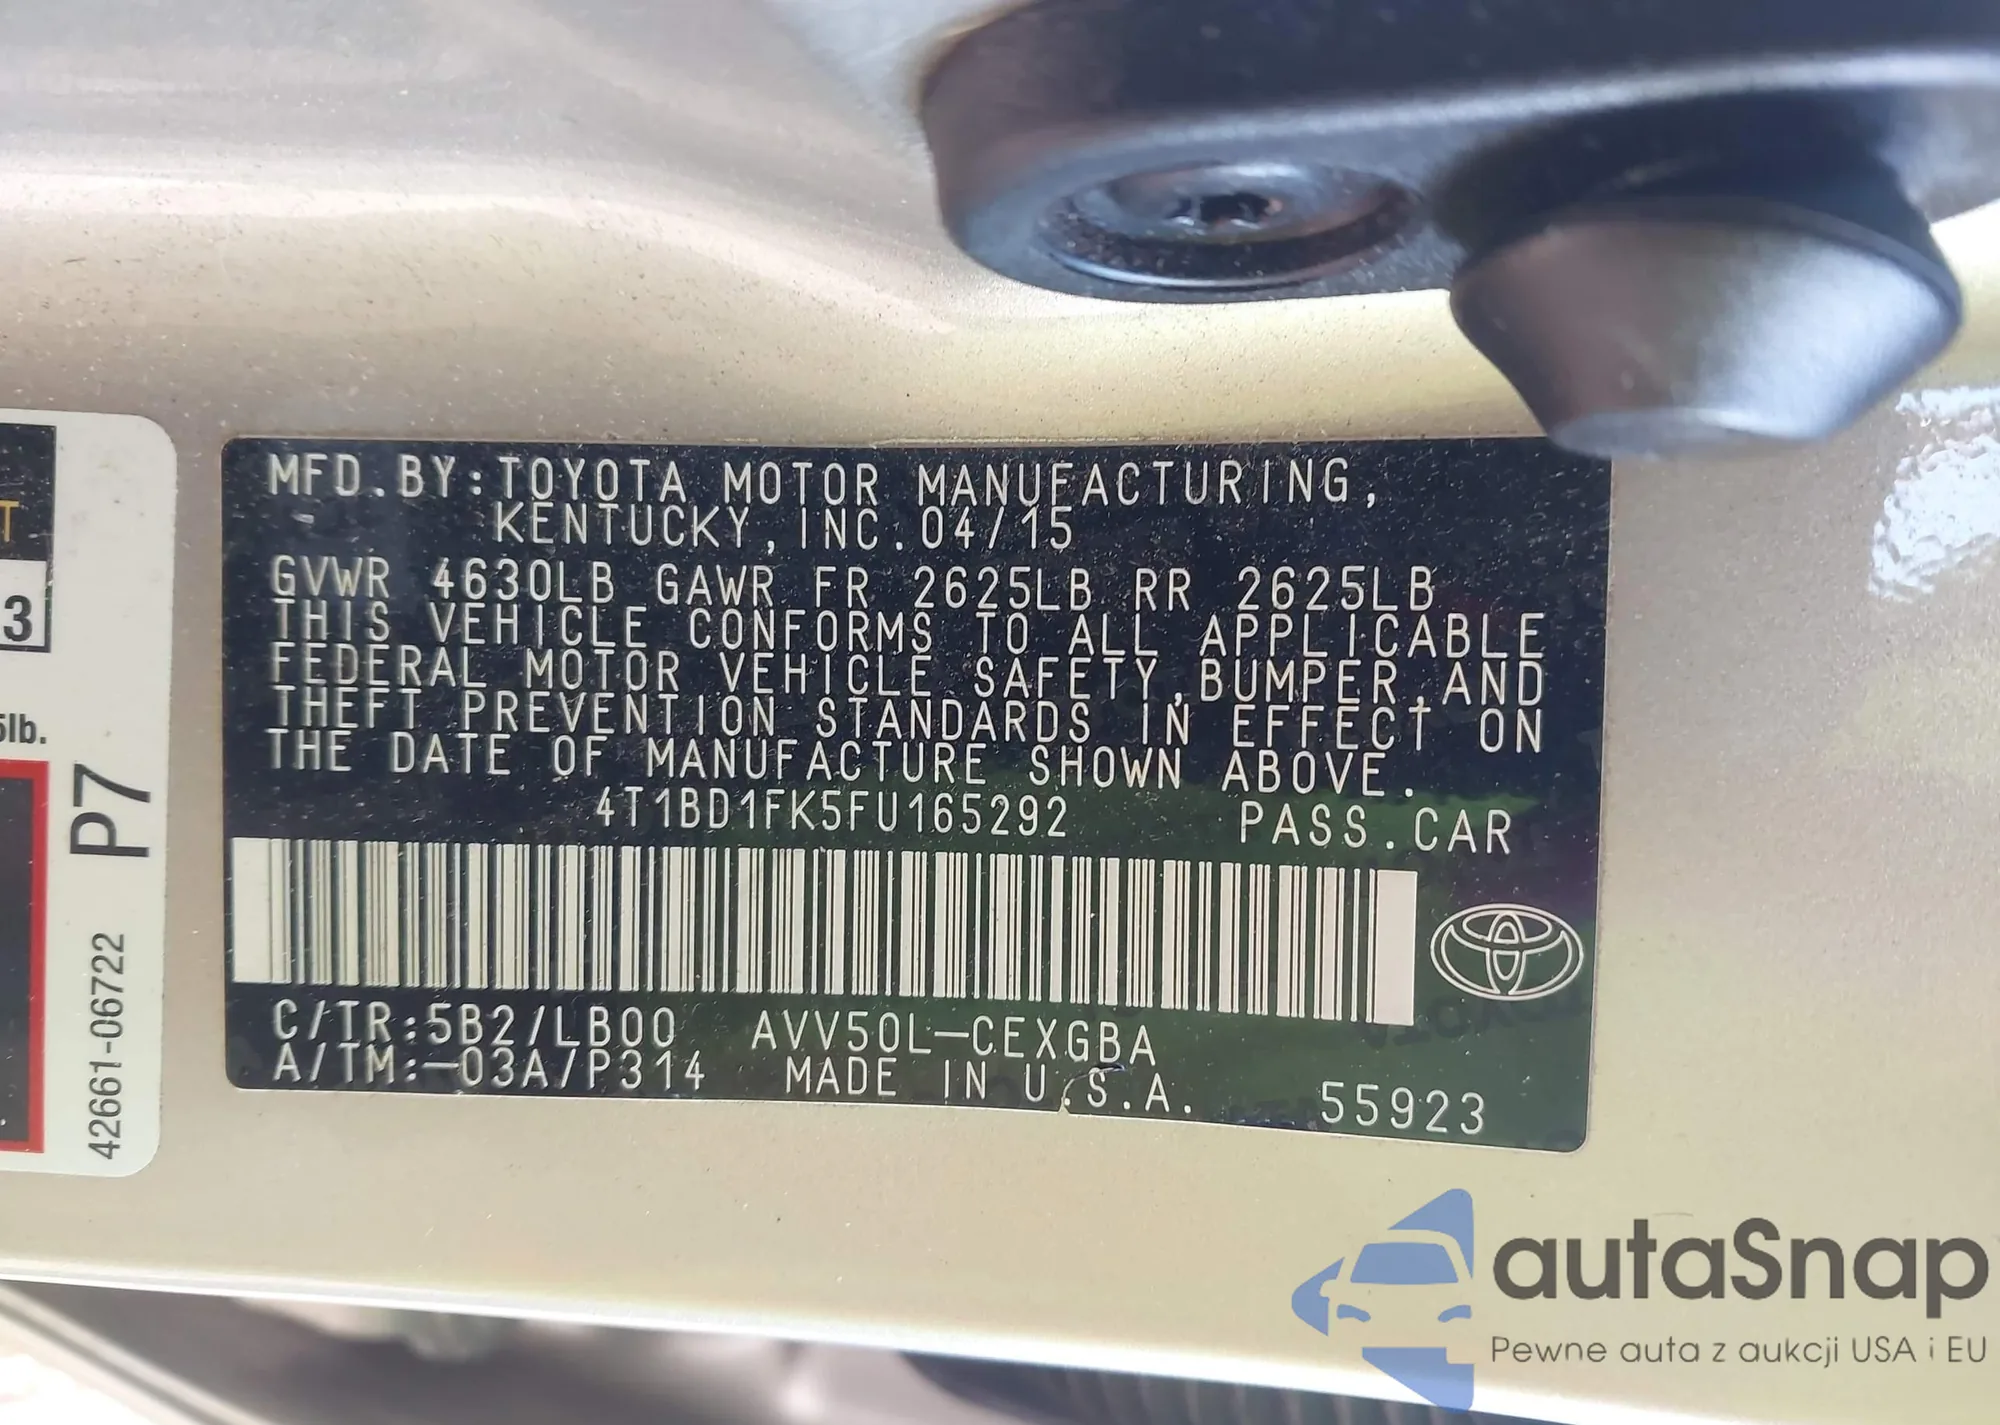 MFD.BY:TOYOTA MOTOR MANUFACTURING,
KENTUCKY, INC. 04/15
GVWR 4630LB GAWR FR 2625LB RR 2625LB
THIS VEHICLE CONFORMS TO ALL APPLICABLE
FEDERAL MOTOR VEHICLE SAFETY,BUMPER,AND
THEFT PREVENTION STANDARDS IN EFFECT ON
THE DATE OF MANUFACTURE SHOWN ABOVE.
4T1BD1FK5FU165292 PASS.CAR
C/TR:5B2/LB00 AVV50L-CEXGBA
A/TM:-03A/P314 MADE IN U.S.A. 55923
T
3
5lb.
P7
42661-06722
autaSnap
Pewne auta z aukcji USA i EU